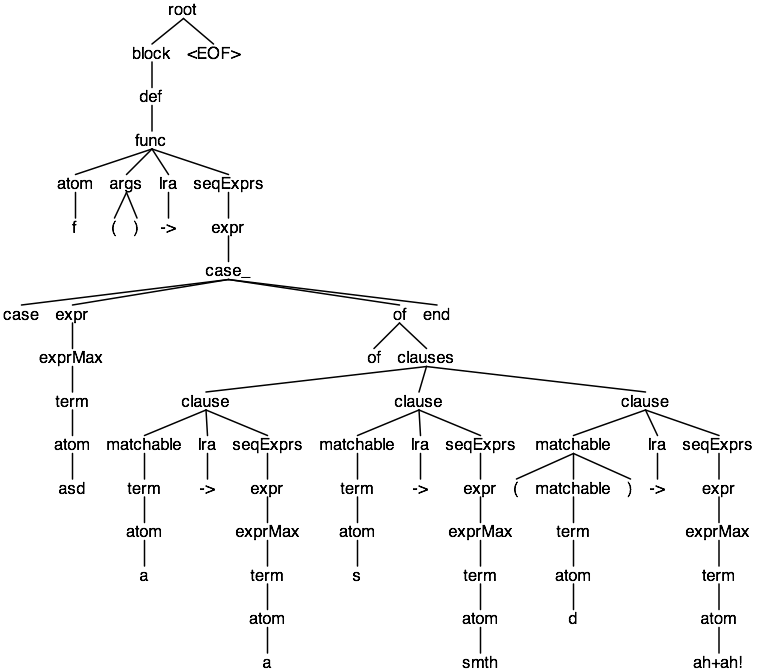 root
block <EOF>
def
func
atom args lra seqExprs
f ( ) -> expr
case_
case expr of end
exprMax of clauses
term clause clause clause
atom matchable lra seqExprs matchable lra seqExprs matchable lra seqExprs
asd term -> expr term -> expr ( matchable ) -> expr
atom exprMax atom exprMax term exprMax
a term s term atom term
atom atom d atom
a smth ah+ah!